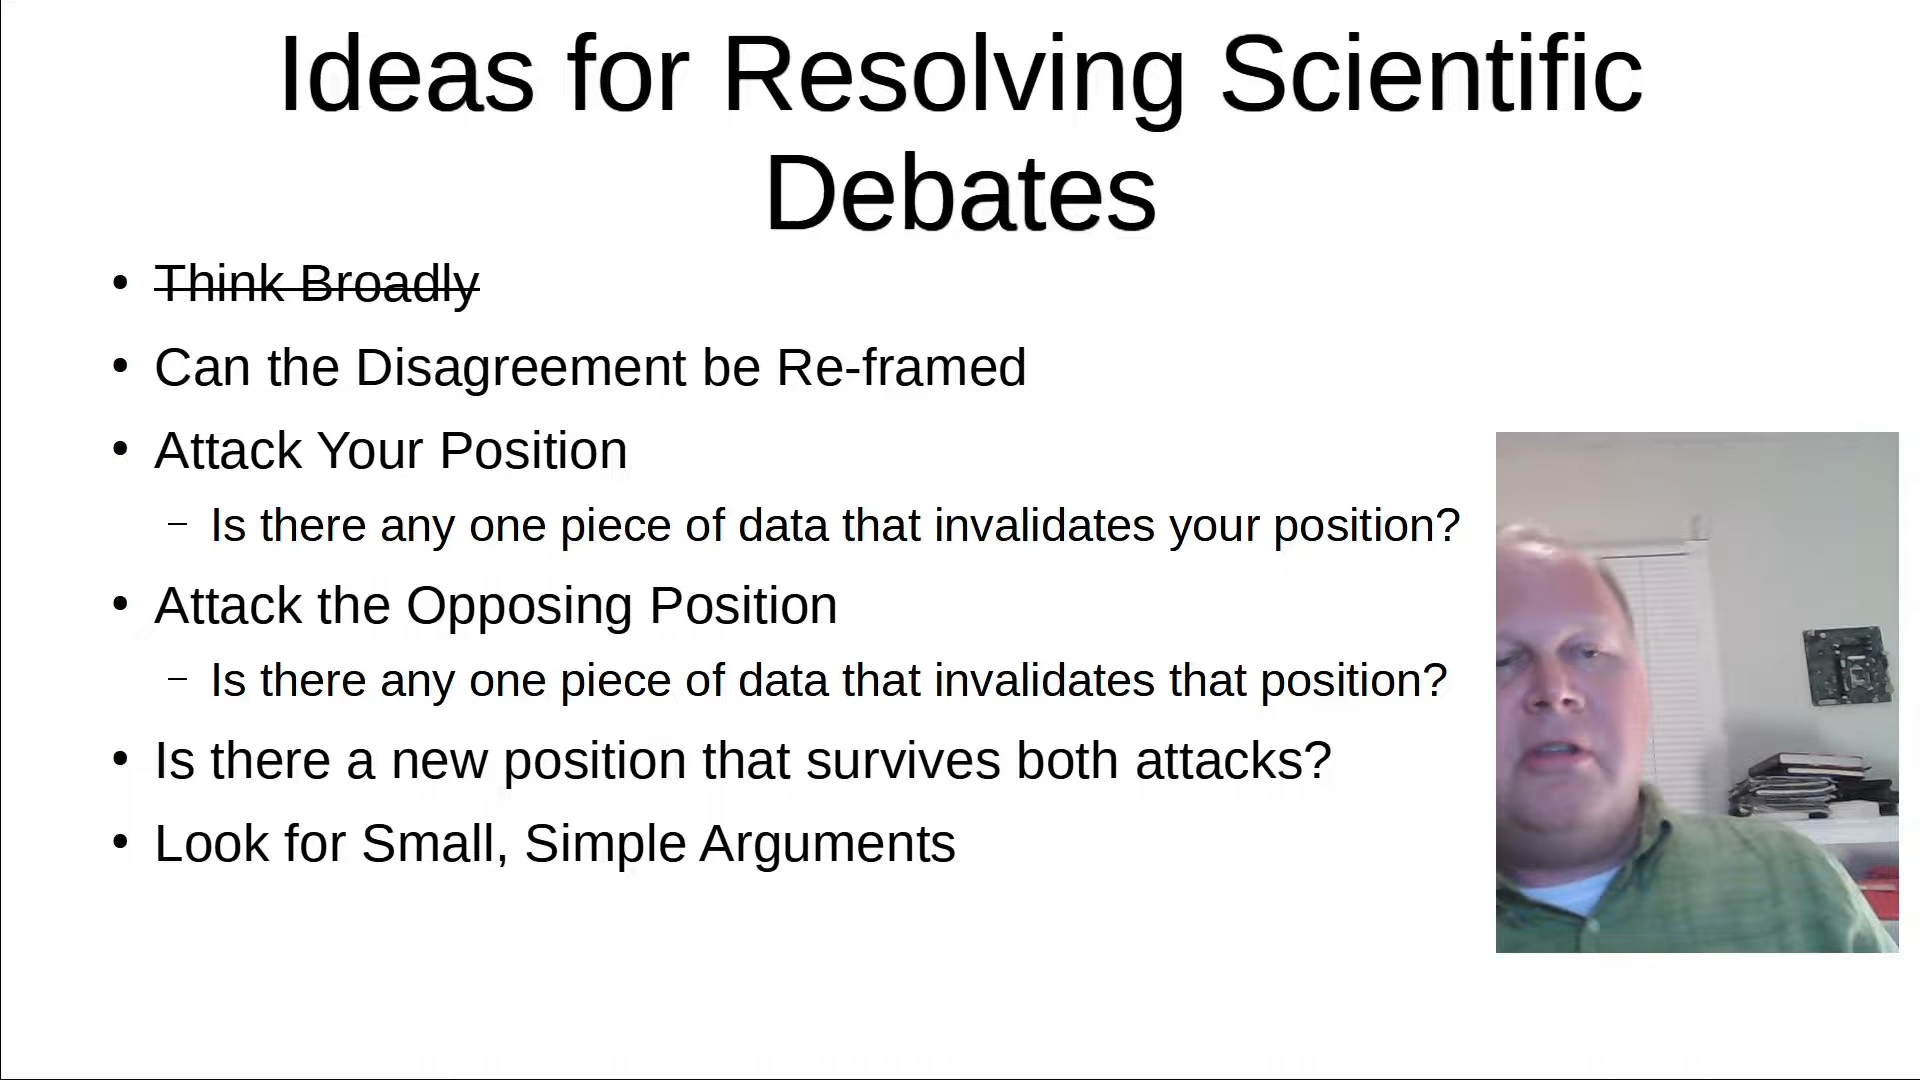 Ideas for Resolving Scientific
Debates
• Think Broadly
• Can the Disagreement be Re-framed
• Attack Your Position
– Is there any one piece of data that invalidates your position?
• Attack the Opposing Position
– Is there any one piece of data that invalidates that position?
• Is there a new position that survives both attacks?
• Look for Small, Simple Arguments